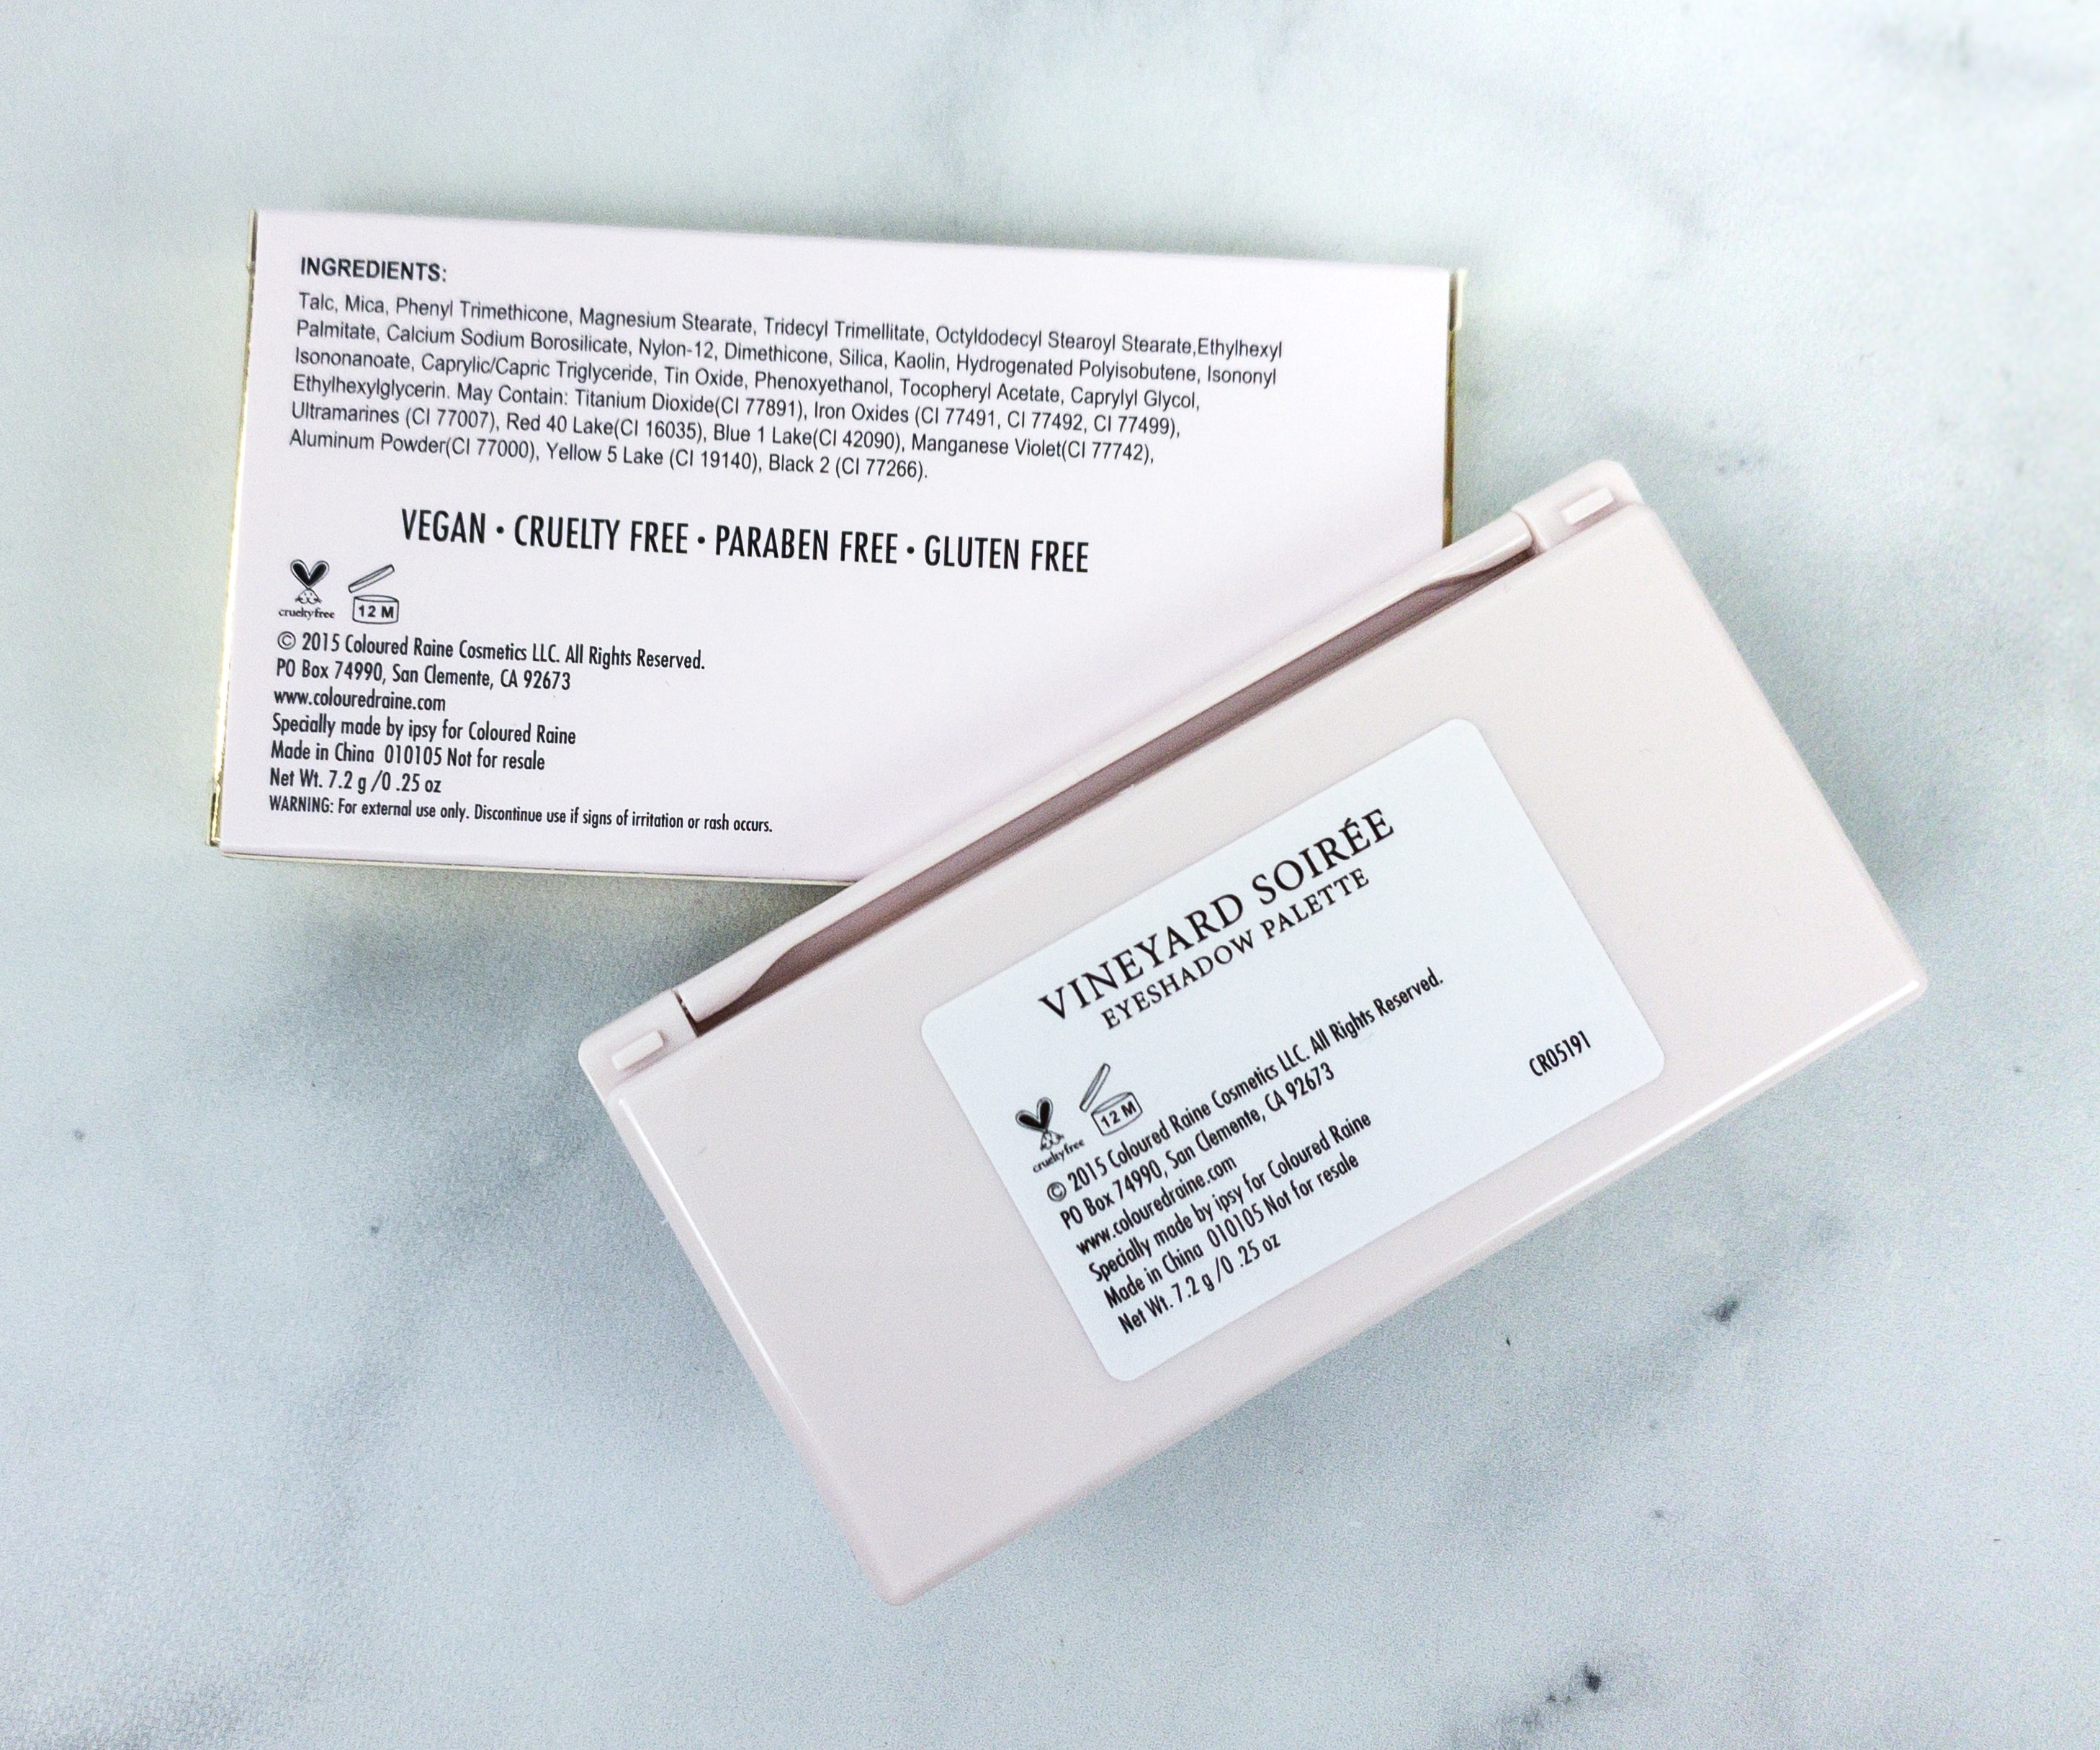 INGREDIENTS:
Talc, Mica, Phenyl Trimethicone, Magnesium Stearate, Tridecyl Trimellitate, Octyldodecyl Stearoyl Stearate,Ethylhexyl
Palmitate, Calcium Sodium Borosilicate, Nylon-12, Dimethicone, Silica, Kaolin, Hydrogenated Polyisobutene, Isononyl
Isononanoate, Caprylic/Capric Triglyceride, Tin Oxide, Phenoxyethanol, Tocopheryl Acetate, Caprylyl Glycol,
Ethylhexylglycerin. May Contain: Titanium Dioxide(CI 77891), Iron Oxides (CI 77491, CI 77492, CI 77499),
Ultramarines (CI 77007), Red 40 Lake(CI 16035), Blue 1 Lake(CI 42090), Manganese Violet(CI 77742),
Aluminum Powder(CI 77000), Yellow 5 Lake (CI 19140), Black 2 (CI 77266).
VEGAN • CRUELTY FREE • PARABEN FREE • GLUTEN FREE
crueltyfree
12 M
© 2015 Coloured Raine Cosmetics LLC. All Rights Reserved.
PO Box 74990, San Clemente, CA 92673
www.colouredraine.com
Specially made by ipsy for Coloured Raine
Made in China 010105 Not for resale
Net Wt. 7.2 g /0 .25 oz
WARNING: For external use only. Discontinue use if signs of irritation or rash occurs.
VINEYARD SOIRÉE
EYESHADOW PALETTE
crueltyfree
12 M
© 2015 Coloured Raine Cosmetics LLC. All Rights Reserved.
PO Box 74990, San Clemente, CA 92673
www.colouredraine.com
Specially made by ipsy for Coloured Raine
Made in China 010105 Not for resale
Net Wt. 7.2 g /0 .25 oz
CR05191